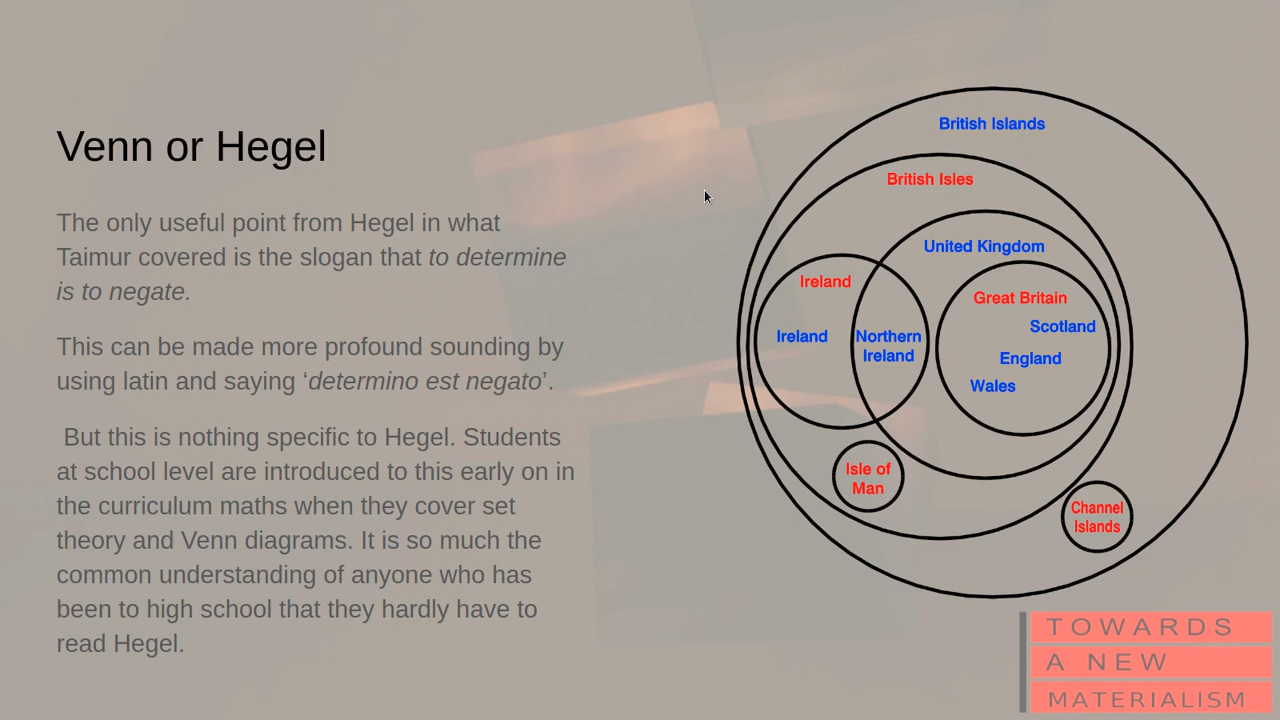 Venn or Hegel
The only useful point from Hegel in what
Taimur covered is the slogan that to determine
is to negate.
This can be made more profound sounding by
using latin and saying ‘determino est negato’.
But this is nothing specific to Hegel. Students
at school level are introduced to this early on in
the curriculum maths when they cover set
theory and Venn diagrams. It is so much the
common understanding of anyone who has
been to high school that they hardly have to
read Hegel.
British Islands
British Isles
United Kingdom
Ireland
Great Britain
Ireland
Northern
Ireland
Scotland
England
Wales
Isle of
Man
Channel
Islands
TOWARDS
A NEW
MATERIALISM